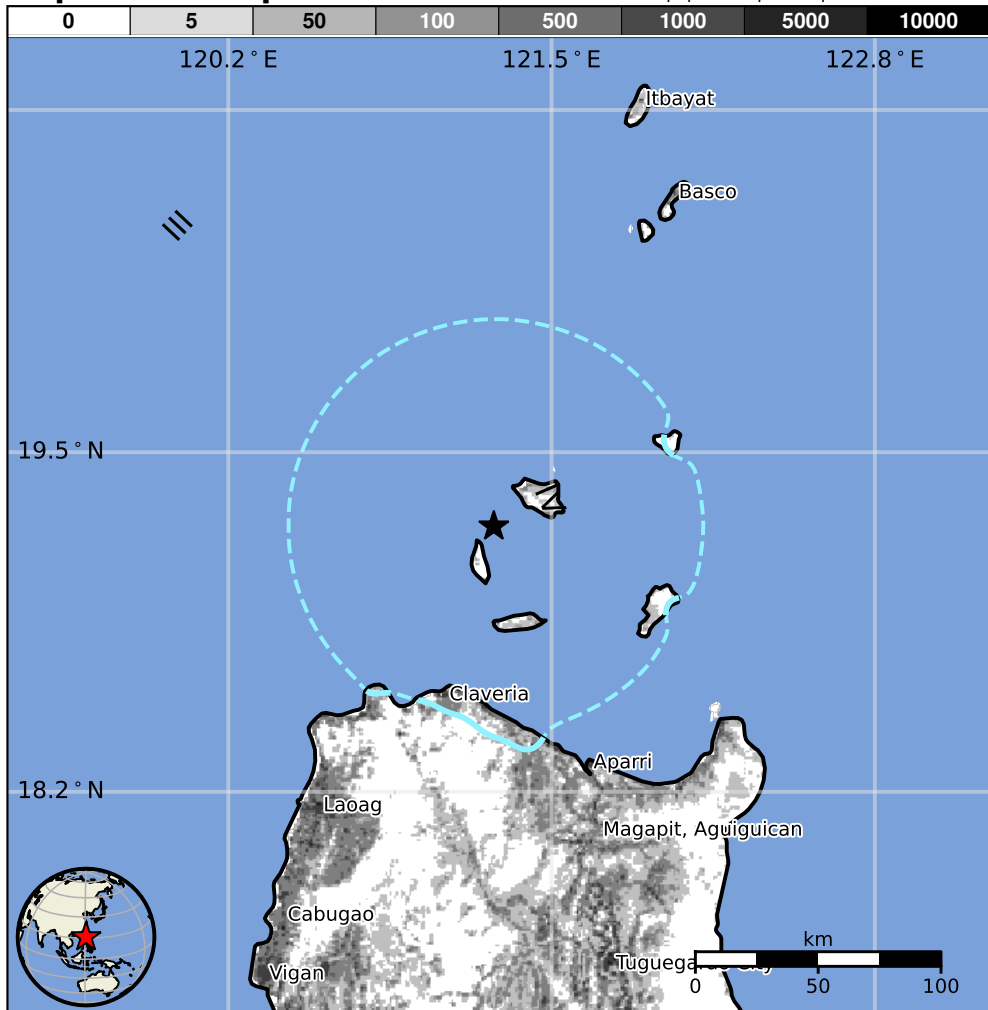 0 5 50 100 500 1000 5000 10000
120.2°E 121.5°E 122.8°E
Itbayat
Basco
19.5°N
Claveria
Aparri
18.2°N
Laoag
Magapit, Aguiguican
Cabugao
km
Vigan
0 50 100